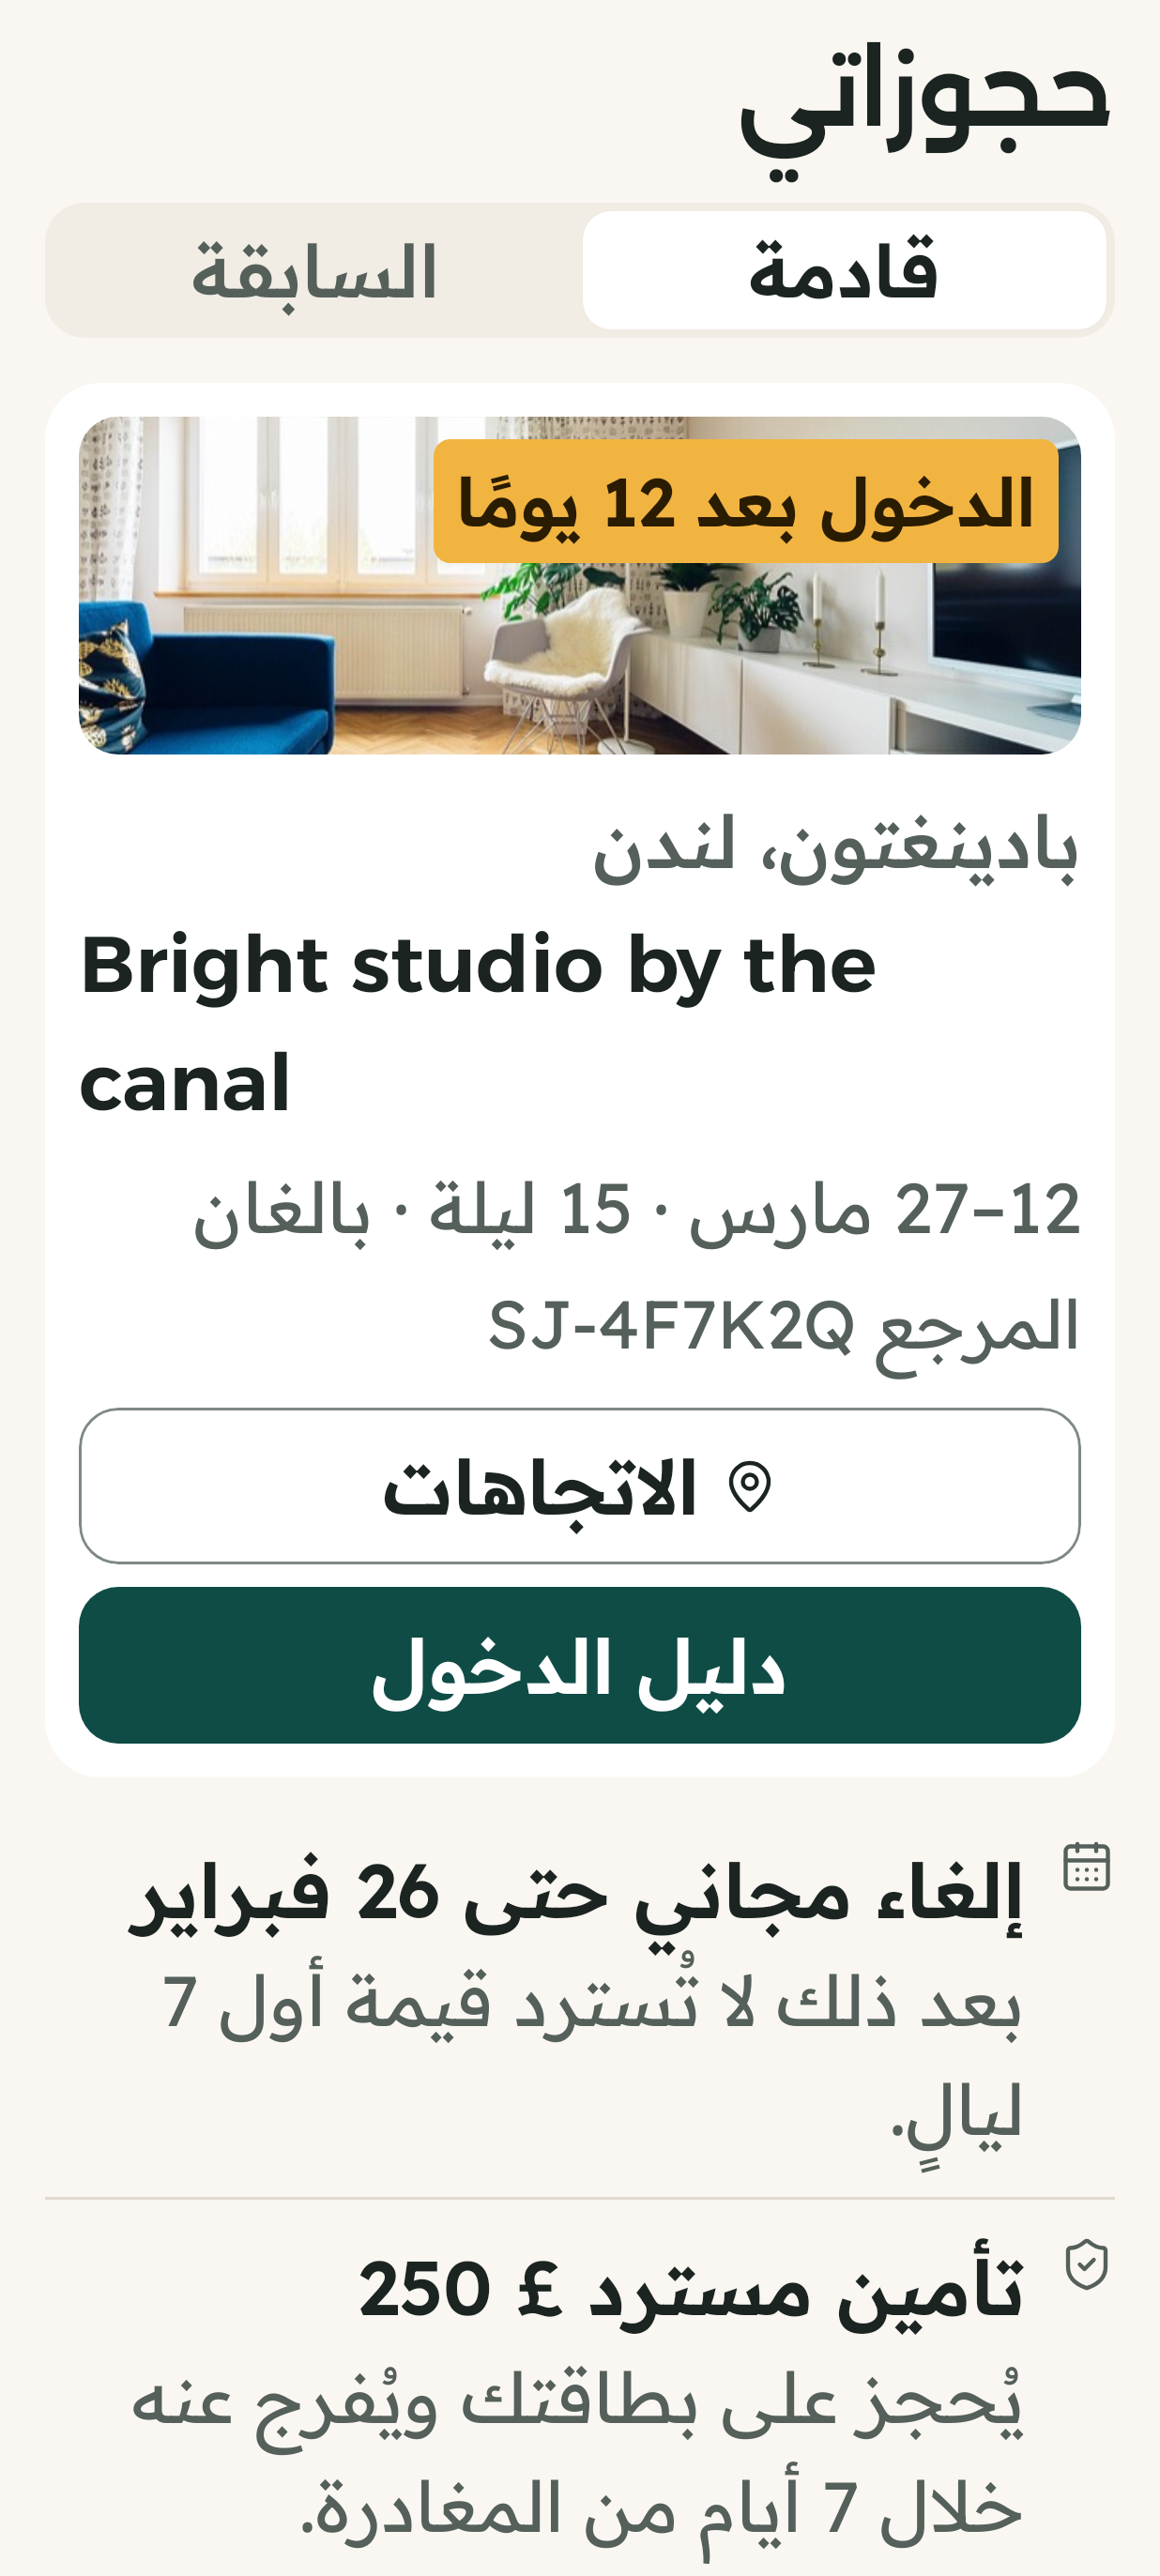 حجوزاتي
قادمة
السابقة
الدخول بعد 12 يومًا
بادينغتون، لندن
Bright studio by the
canal
12–27 مارس · 15 ليلة · بالغان
المرجع SJ-4F7K2Q
الاتجاهات
دليل الدخول
إلغاء مجاني حتى 26 فبراير
بعد ذلك لا تُسترد قيمة أول 7
ليالٍ.
تأمين مسترد £ 250
يُحجز على بطاقتك ويُفرج عنه
خلال 7 أيام من المغادرة.